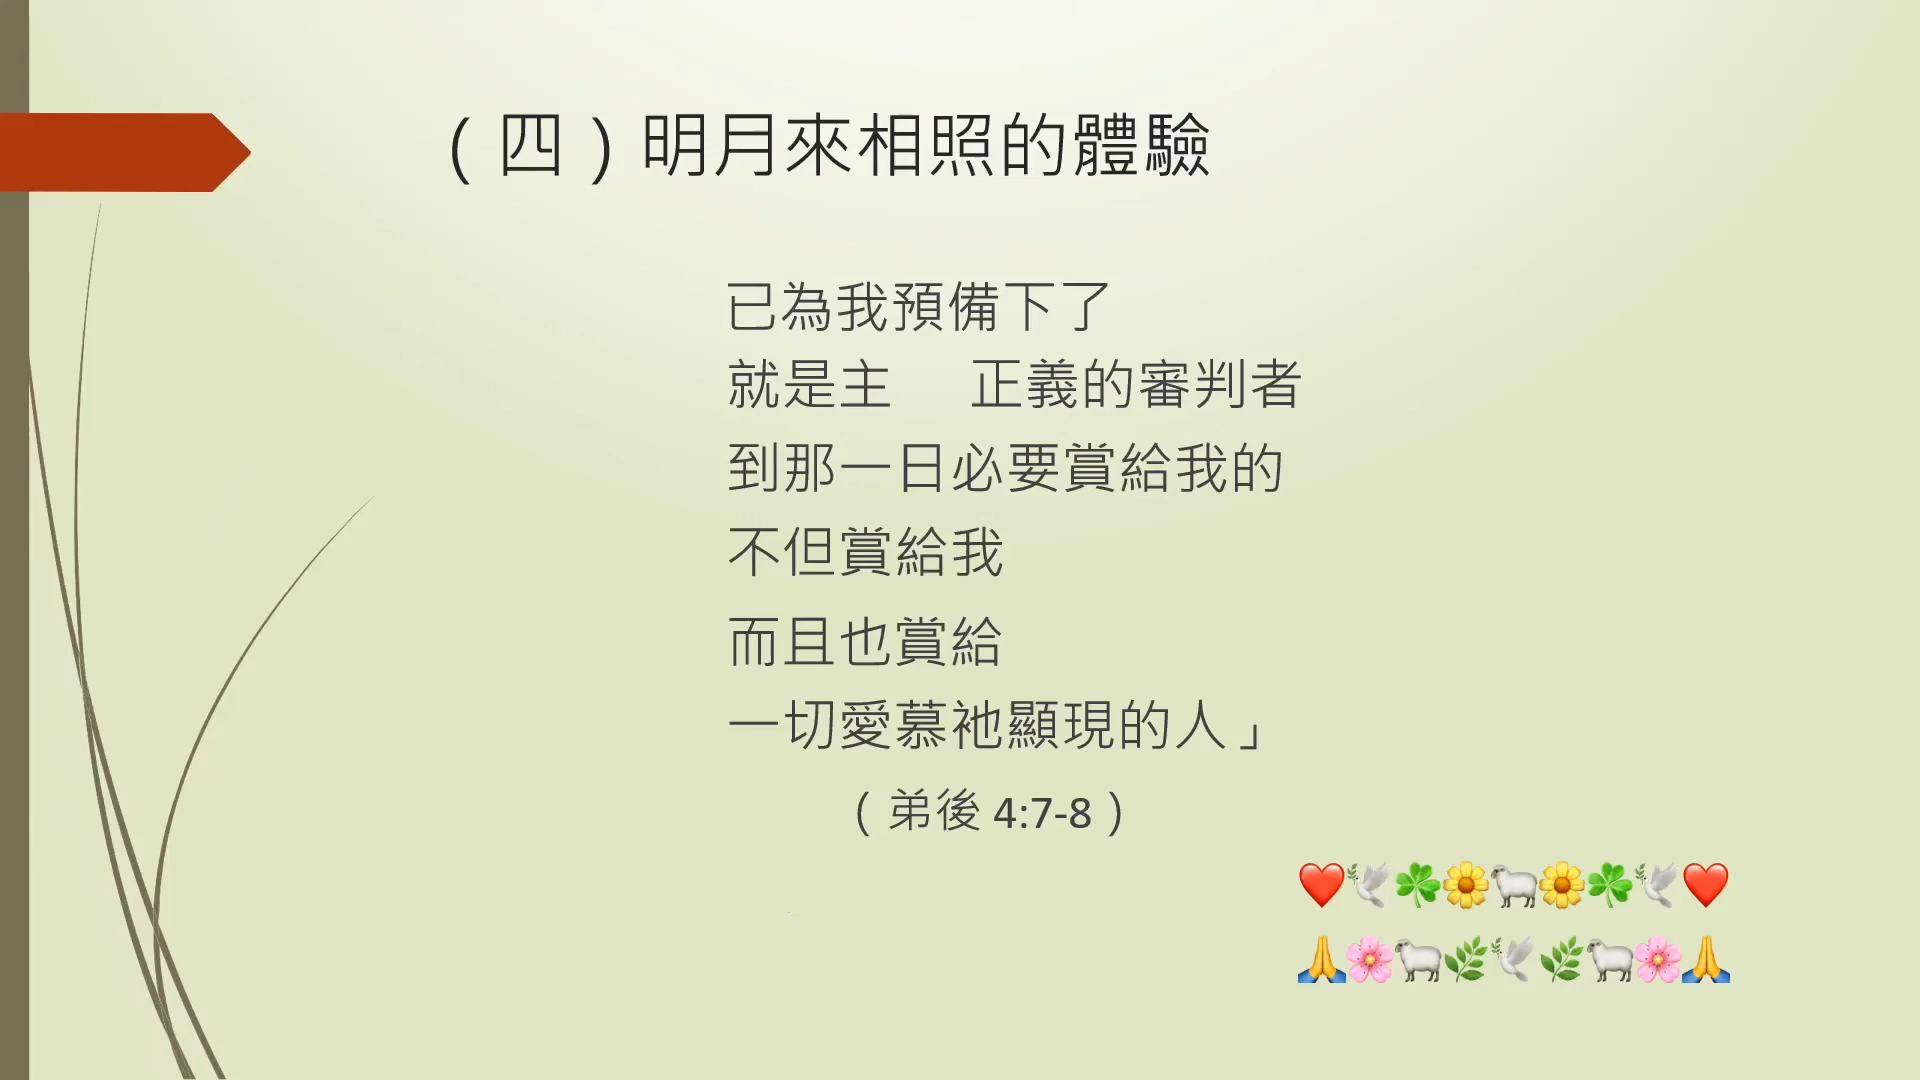 （四）明月來相照的體驗
已為我預備下了
就是主　正義的審判者
到那一日必要賞給我的
不但賞給我
而且也賞給
一切愛慕祂顯現的人」
（弟後 4:7-8）
❤️🕊️☘️🌼🐑🌼☘️🕊️❤️
🙏🌸🐑🌿🕊️🌿🐑🌸🙏